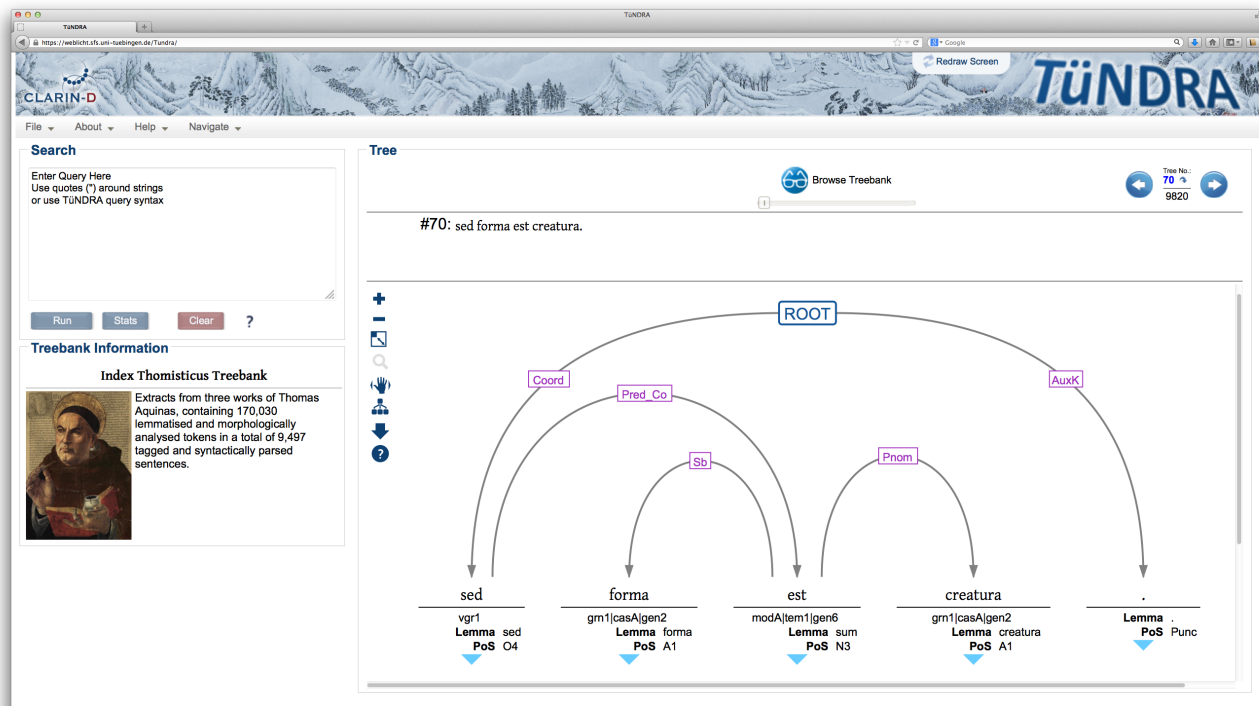 TüNDRA
TüNDRA
https://weblicht.sfs.uni-tuebingen.de/Tundra/
Google
CLARIN-D
Redraw Screen
TüNDRA
File About Help Navigate
Search
Enter Query Here
Use quotes (") around strings
or use TüNDRA query syntax
Run Stats Clear ?
Treebank Information
Index Thomisticus Treebank
Extracts from three works of Thomas
Aquinas, containing 170,030
lemmatised and morphologically
analysed tokens in a total of 9,497
tagged and syntactically parsed
sentences.
Tree
Browse Treebank
Tree No.:
70
9820
#70: sed forma est creatura.
ROOT
Coord
AuxK
Pred_Co
Sb
Pnom
sed forma est creatura .
vgr1 grn1|casA|gen2 modA|tem1|gen6 grn1|casA|gen2
Lemma sed Lemma forma Lemma sum Lemma creatura Lemma .
PoS O4 PoS A1 PoS N3 PoS A1 PoS Punc